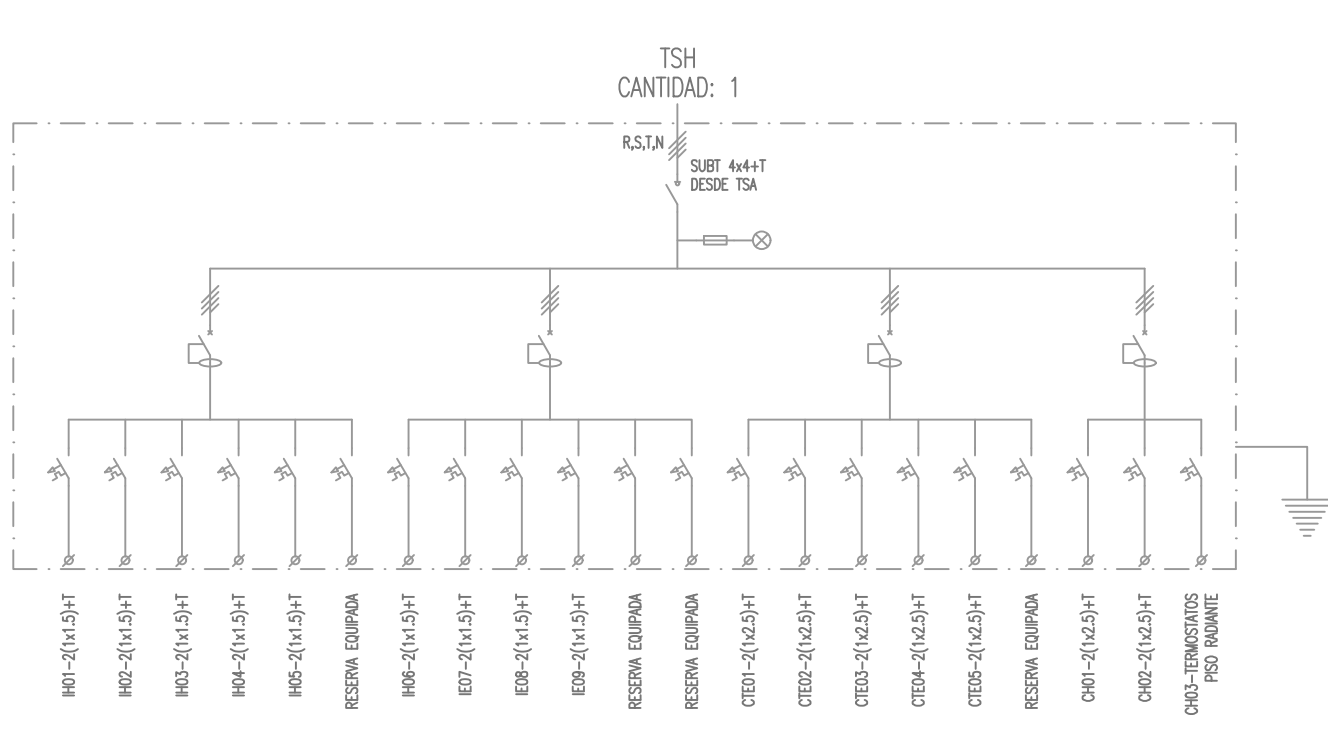 TSH
CANTIDAD: 1
R,S,T,N
SUBT 4x4+T
DESDE TSA
IH01-2(1x1.5)+T
IH02-2(1x1.5)+T
IH03-2(1x1.5)+T
IH04-2(1x1.5)+T
IH05-2(1x1.5)+T
RESERVA EQUIPADA
IH06-2(1x1.5)+T
IE07-2(1x1.5)+T
IE08-2(1x1.5)+T
IE09-2(1x1.5)+T
RESERVA EQUIPADA
RESERVA EQUIPADA
CTE01-2(1x2.5)+T
CTE02-2(1x2.5)+T
CTE03-2(1x2.5)+T
CTE04-2(1x2.5)+T
CTE05-2(1x2.5)+T
RESERVA EQUIPADA
CH01-2(1x2.5)+T
CH02-2(1x2.5)+T
CH03-TERMOSTATOS
PISO RADIANTE